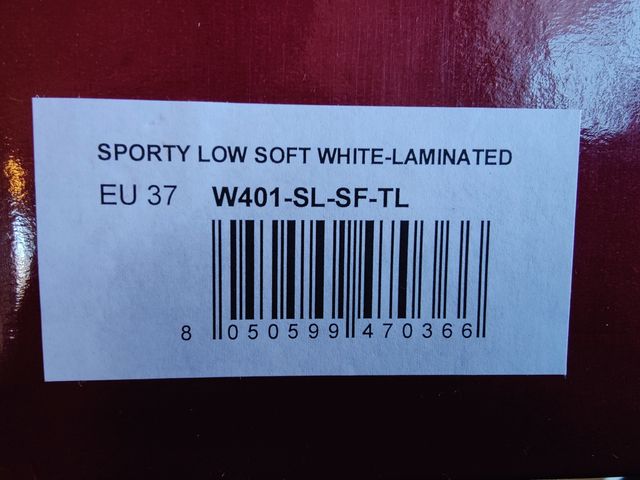 SPORTY LOW SOFT WHITE-LAMINATED
EU 37 W401-SL-SF-TL
8 050599 470366